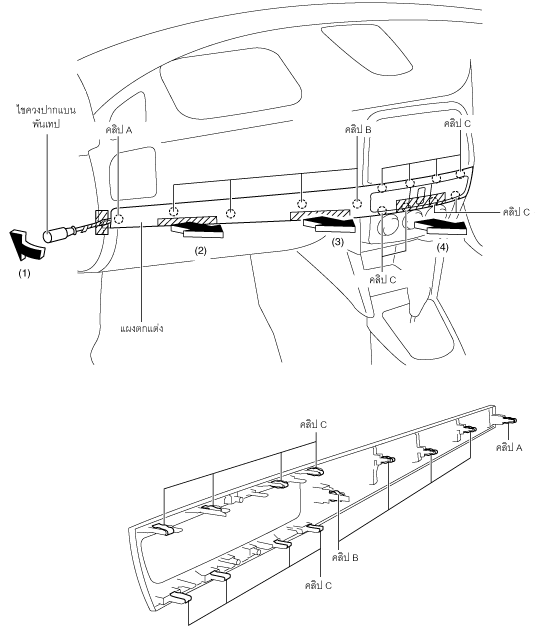 ไขควงปากแบน
พันเทป
คลิป A
คลิป B
คลิป C
คลิป C
(1)
(2)
(3)
(4)
คลิป C
แผงตกแต่ง
คลิป C
คลิป A
คลิป B
คลิป C